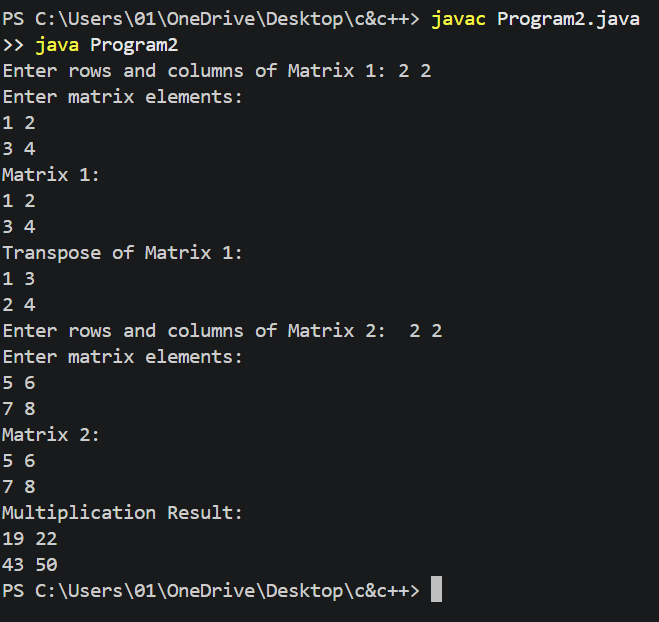 PS C:\Users\01\OneDrive\Desktop\c&c++> javac Program2.java
>> java Program2
Enter rows and columns of Matrix 1: 2 2
Enter matrix elements:
1 2
3 4
Matrix 1:
1 2
3 4
Transpose of Matrix 1:
1 3
2 4
Enter rows and columns of Matrix 2:  2 2
Enter matrix elements:
5 6
7 8
Matrix 2:
5 6
7 8
Multiplication Result:
19 22
43 50
PS C:\Users\01\OneDrive\Desktop\c&c++>